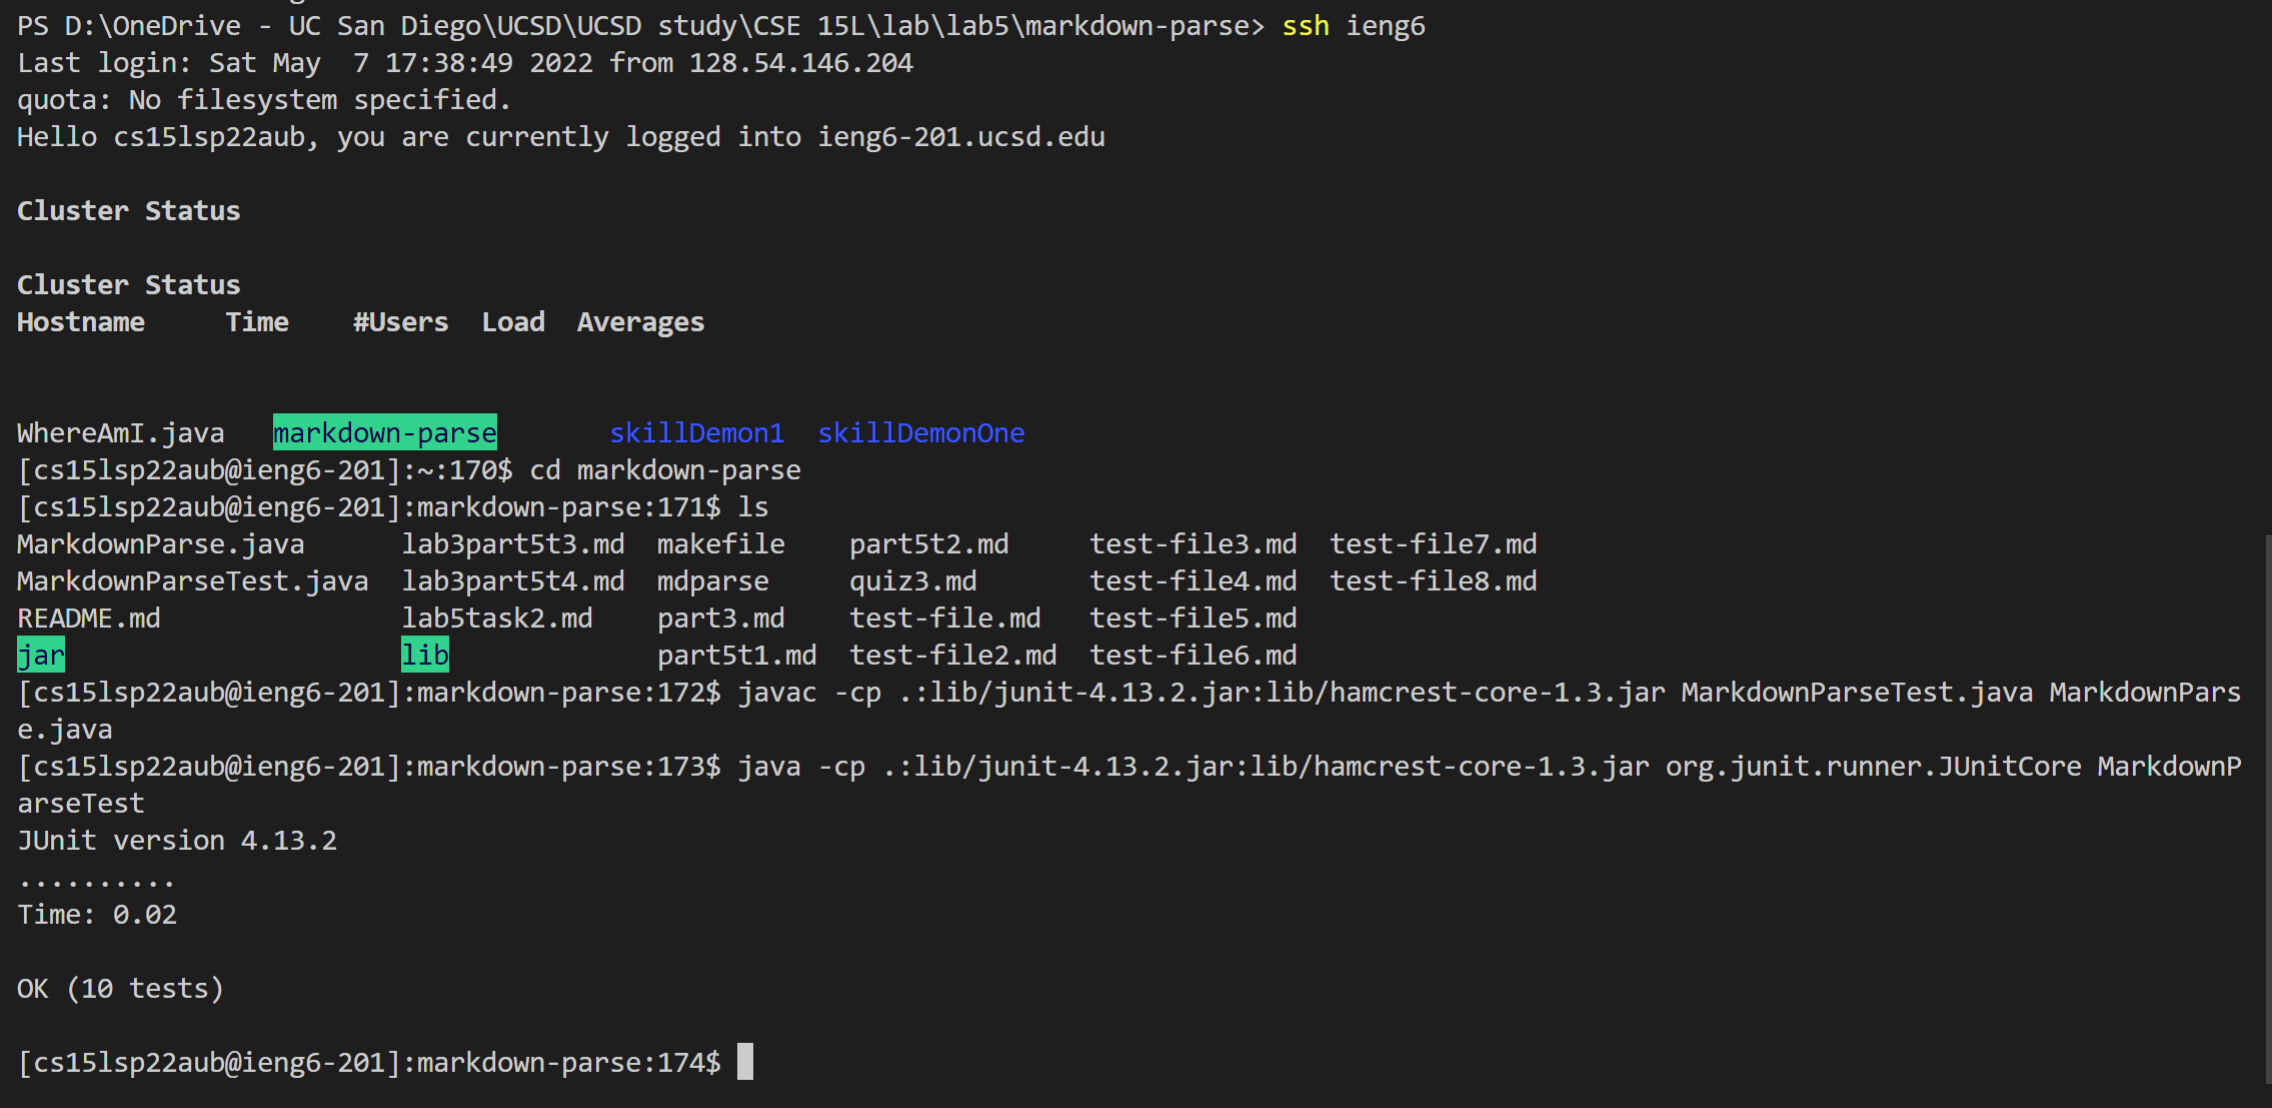 PS D:\OneDrive - UC San Diego\UCSD\UCSD study\CSE 15L\lab\lab5\markdown-parse> ssh ieng6
Last login: Sat May  7 17:38:49 2022 from 128.54.146.204
quota: No filesystem specified.
Hello cs15lsp22aub, you are currently logged into ieng6-201.ucsd.edu
Cluster Status
Cluster Status
Hostname     Time    #Users  Load  Averages
WhereAmI.java   markdown-parse       skillDemon1  skillDemonOne
[cs15lsp22aub@ieng6-201]:~:170$ cd markdown-parse
[cs15lsp22aub@ieng6-201]:markdown-parse:171$ ls
MarkdownParse.java      lab3part5t3.md  makefile    part5t2.md     test-file3.md  test-file7.md
MarkdownParseTest.java  lab3part5t4.md  mdparse     quiz3.md       test-file4.md  test-file8.md
README.md               lab5task2.md    part3.md    test-file.md   test-file5.md
jar                     lib             part5t1.md  test-file2.md  test-file6.md
[cs15lsp22aub@ieng6-201]:markdown-parse:172$ javac -cp .:lib/junit-4.13.2.jar:lib/hamcrest-core-1.3.jar MarkdownParseTest.java MarkdownPars
e.java
[cs15lsp22aub@ieng6-201]:markdown-parse:173$ java -cp .:lib/junit-4.13.2.jar:lib/hamcrest-core-1.3.jar org.junit.runner.JUnitCore MarkdownP
arseTest
JUnit version 4.13.2
..........
Time: 0.02
OK (10 tests)
[cs15lsp22aub@ieng6-201]:markdown-parse:174$